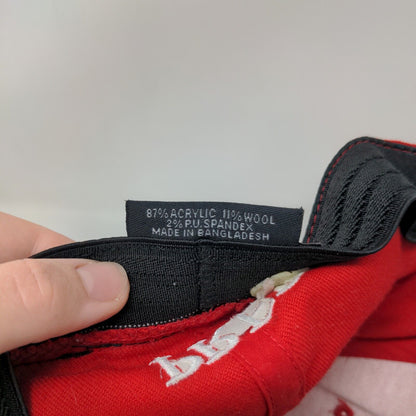 87% ACRYLIC 11% WOOL
2% P.U. SPANDEX
MADE IN BANGLADESH